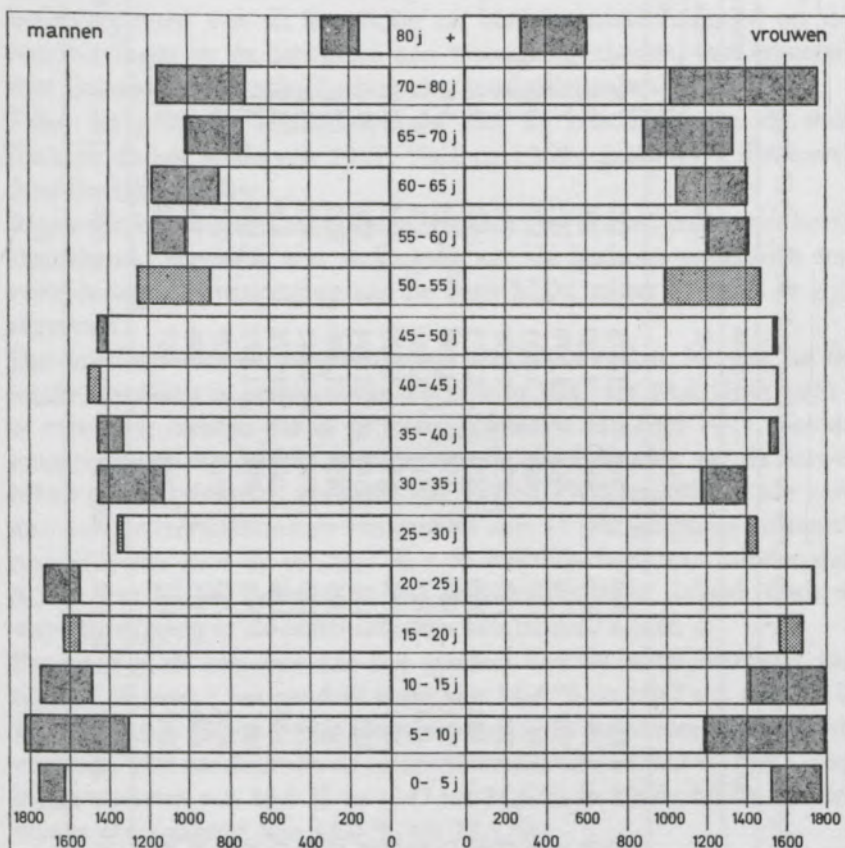 mannen 80 j + vrouwen
70 – 80 j
65 – 70 j
60 – 65 j
55 – 60 j
50 – 55 j
45 – 50 j
40 – 45 j
35 – 40 j
30 – 35 j
25 – 30 j
20 – 25 j
15 – 20 j
10 – 15 j
5 – 10 j
0 – 5 j
1800 1400 1000 600 200 0 200 600 1000 1400 1800
1600 1200 800 400 0 0 400 800 1200 1600